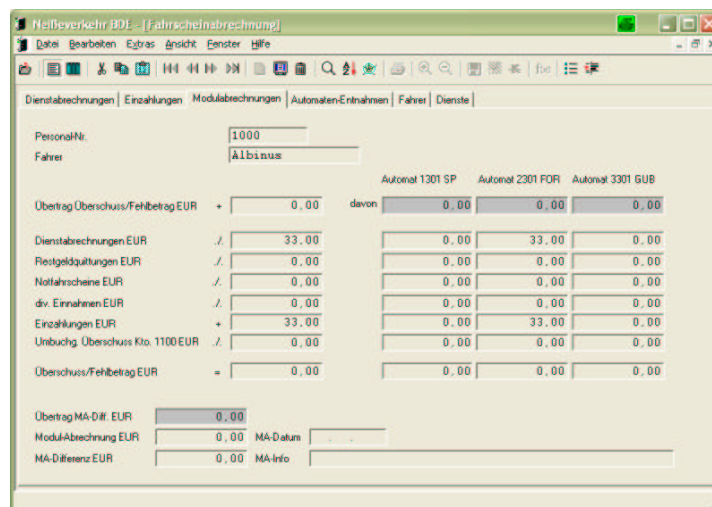 Neißeverkehr BDE - [Fahrscheinabrechnung]
Datei Bearbeiten Extras Ansicht Fenster Hilfe
Dienstabrechnungen Einzahlungen Modulabrechnungen Automaten-Entnahmen Fahrer Dienste
Personal-Nr. 1000
Fahrer Albinus
Automat 1301 SP Automat 2301 FOR Automat 3301 GUB
Übertrag Überschuss/Fehlbetrag EUR + 0,00 davon 0,00 0,00 0,00
Dienstabrechnungen EUR ./. 33.00 0.00 33.00 0.00
Restgeldquittungen EUR ./. 0.00 0.00 0.00 0.00
Notfahrscheine EUR ./. 0.00 0.00 0.00 0.00
div. Einnahmen EUR ./. 0.00 0.00 0.00 0.00
Einzahlungen EUR + 33.00 0.00 33.00 0.00
Umbuchg. Überschuss Kto. 1100 EUR ./. 0,00 0,00 0,00 0,00
Überschuss/Fehlbetrag EUR = 0,00 0,00 0,00 0,00
Übertrag MA-Diff. EUR 0.00
Modul-Abrechnung EUR 0,00 MA-Datum . .
MA-Differenz EUR 0,00 MA-Info